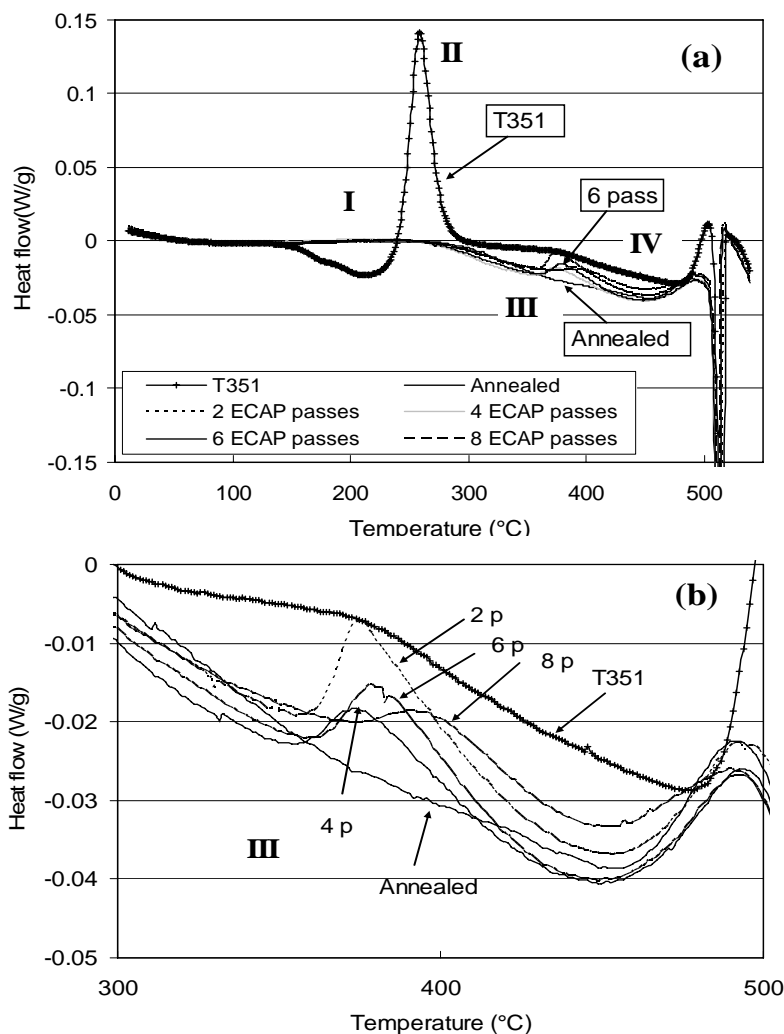 0.15
(a)
II
0.1
T351
0.05
6 pass
I
IV
0
III
-0.05
Annealed
T351
Annealed
-0.1
2 ECAP passes
4 ECAP passes
6 ECAP passes
8 ECAP passes
-0.15
0
100
200
300
400
500
Heat flow(W/g)
Temperature (°C)
0
(b)
-0.01
2 p
6 p
8 p
T351
-0.02
-0.03
4 p
III
Annealed
-0.04
-0.05
300
400
500
Heat flow (W/g)
Temperature (°C)